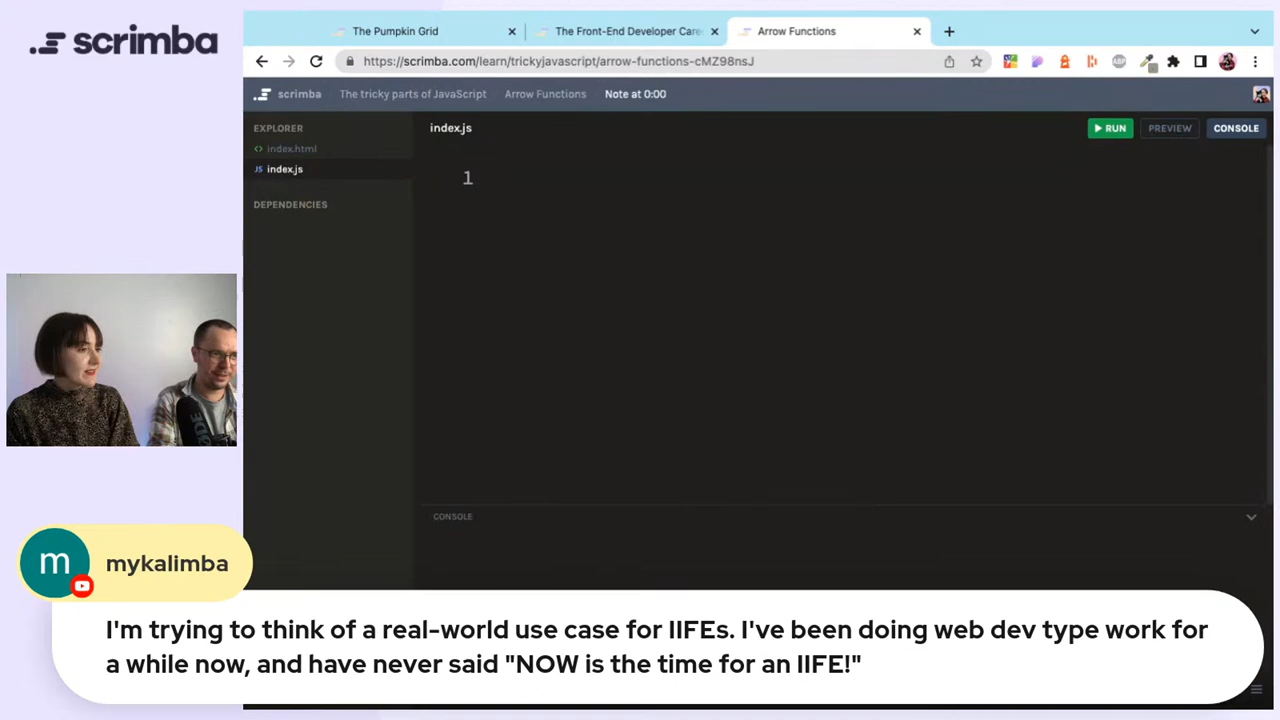 scrimba
The Pumpkin Grid
The Front-End Developer Care
Arrow Functions
https://scrimba.com/learn/trickyjavascript/arrow-functions-cMZ98nsJ
scrimba The tricky parts of JavaScript Arrow Functions Note at 0:00
EXPLORER
index.html
JS index.js
DEPENDENCIES
index.js
RUN PREVIEW CONSOLE
1
CONSOLE
m mykalimba
I'm trying to think of a real-world use case for IIFEs. I've been doing web dev type work for
a while now, and have never said "NOW is the time for an IIFE!"